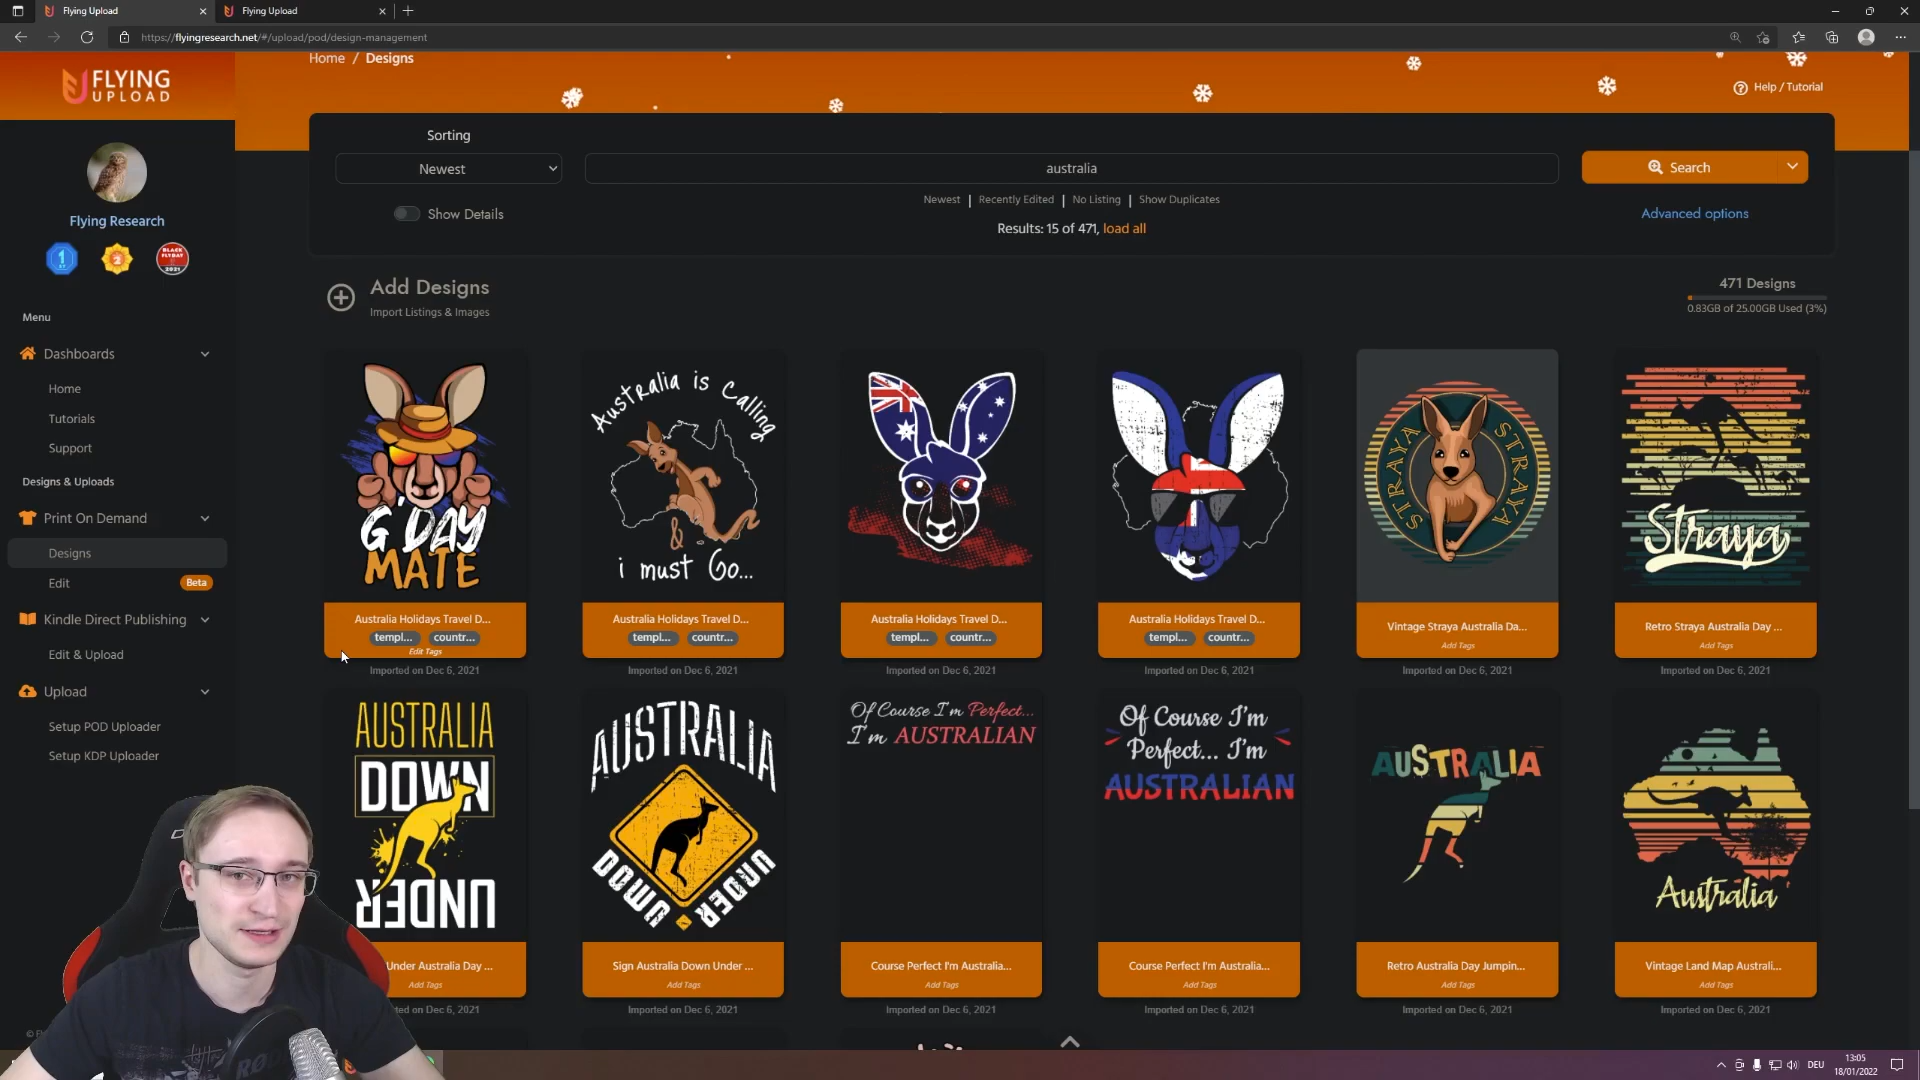 Flying Upload
Flying Upload
https://flyingresearch.net/#/upload/pod/design-management
FLYING
UPLOAD
Home / Designs
Help / Tutorial
Sorting
Newest
australia
Search
Newest | Recently Edited | No Listing | Show Duplicates
Show Details
Advanced options
Results: 15 of 471, load all
Flying Research
1
2
BLACK
FLYDAY
2021
Add Designs
Import Listings & Images
471 Designs
0.83GB of 25.00GB Used (3%)
Menu
Dashboards
Home
Tutorials
Support
Designs & Uploads
Print On Demand
Designs
Edit
Beta
Kindle Direct Publishing
Edit & Upload
Upload
Setup POD Uploader
Setup KDP Uploader
G'DAY
MATE
Australia is Calling
&
i must Go...
STRAYA STRAYA
Straya
Australia Holidays Travel D...
templ... countr...
Edit Tags
Imported on Dec 6, 2021
Australia Holidays Travel D...
templ... countr...
Imported on Dec 6, 2021
Australia Holidays Travel D...
templ... countr...
Imported on Dec 6, 2021
Australia Holidays Travel D...
templ... countr...
Imported on Dec 6, 2021
Vintage Straya Australia Da...
Add Tags
Imported on Dec 6, 2021
Retro Straya Australia Day ...
Add Tags
Imported on Dec 6, 2021
AUSTRALIA
DOWN
UNDER
AUSTRALIA
DOWN UNDER
Of Course I'm Perfect...
I'm AUSTRALIAN
Of Course I'm
Perfect... I'm
AUSTRALIAN
AUSTRALIA
Australia
Under Australia Day ...
Add Tags
ted on Dec 6, 2021
Sign Australia Down Under ...
Add Tags
Imported on Dec 6, 2021
Course Perfect I'm Australia...
Add Tags
Imported on Dec 6, 2021
Course Perfect I'm Australia...
Add Tags
Imported on Dec 6, 2021
Retro Australia Day Jumpin...
Add Tags
Imported on Dec 6, 2021
Vintage Land Map Australi...
Add Tags
Imported on Dec 6, 2021
DEU
13:05
18/01/2022